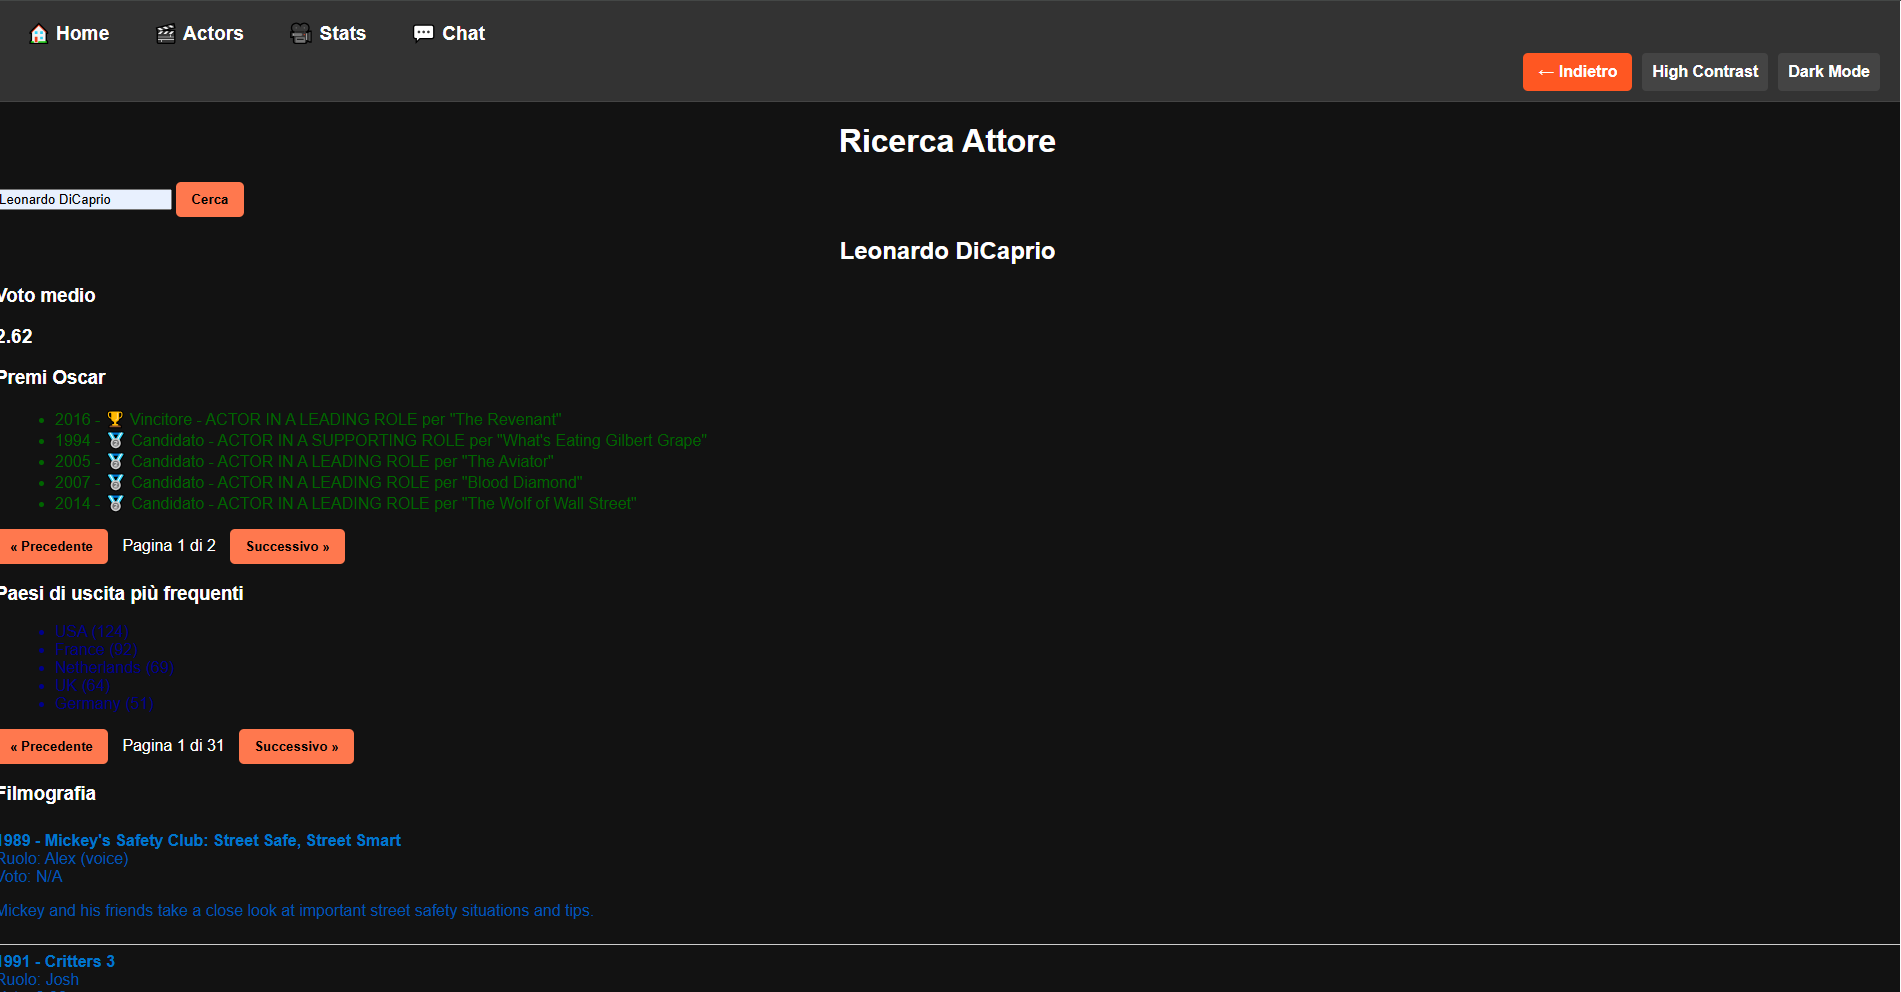 Home Actors Stats Chat
← Indietro High Contrast Dark Mode
Ricerca Attore
Leonardo DiCaprio Cerca
Leonardo DiCaprio
Voto medio
2.62
Premi Oscar
• 2016 - 🏆 Vincitore - ACTOR IN A LEADING ROLE per "The Revenant"
• 1994 - 🥈 Candidato - ACTOR IN A SUPPORTING ROLE per "What's Eating Gilbert Grape"
• 2005 - 🥈 Candidato - ACTOR IN A LEADING ROLE per "The Aviator"
• 2007 - 🥈 Candidato - ACTOR IN A LEADING ROLE per "Blood Diamond"
• 2014 - 🥈 Candidato - ACTOR IN A LEADING ROLE per "The Wolf of Wall Street"
« Precedente Pagina 1 di 2 Successivo »
Paesi di uscita più frequenti
• USA (124)
• France (92)
• Netherlands (69)
• UK (64)
• Germany (51)
« Precedente Pagina 1 di 31 Successivo »
Filmografia
1989 - Mickey's Safety Club: Street Safe, Street Smart
Ruolo: Alex (voice)
Voto: N/A
Mickey and his friends take a close look at important street safety situations and tips.
1991 - Critters 3
Ruolo: Josh